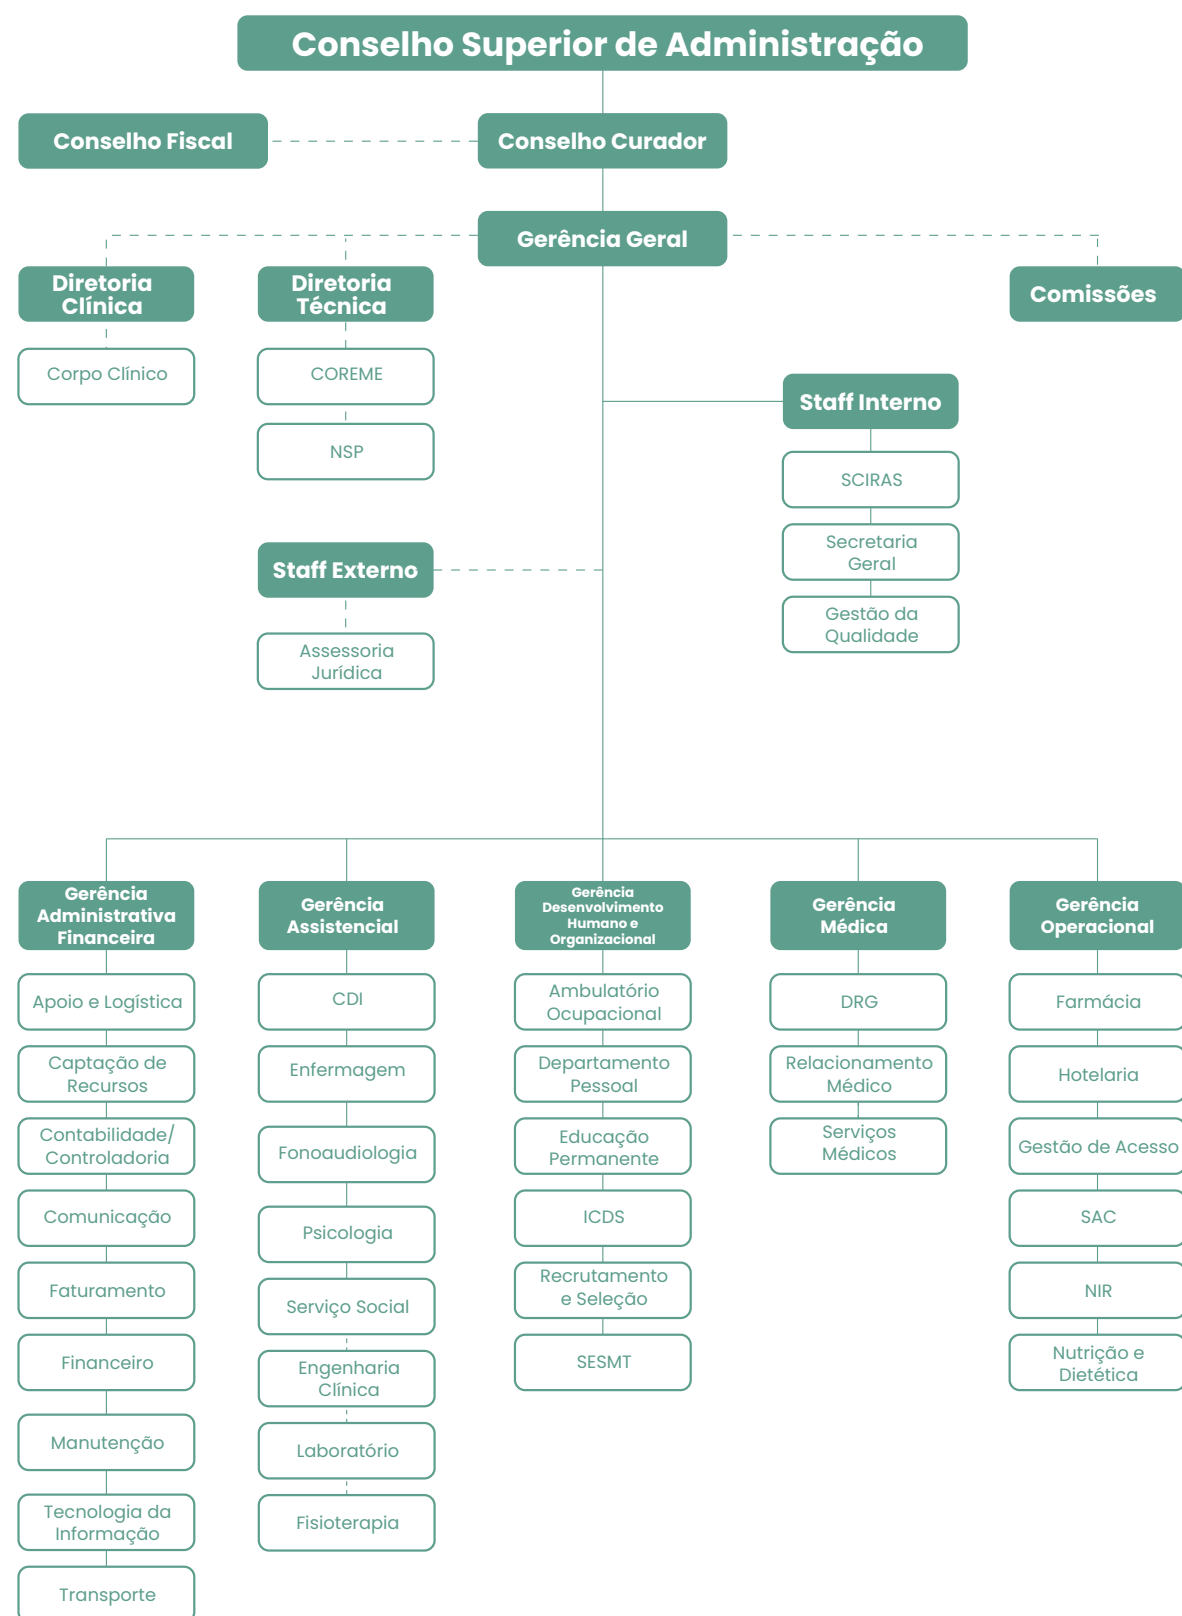 Conselho Superior de Administração
Conselho Fiscal
Conselho Curador
Gerência Geral
Diretoria
Clínica
Diretoria
Técnica
Comissões
Corpo Clínico
COREME
NSP
Staff Interno
SCIRAS
Secretaria
Geral
Gestão da
Qualidade
Staff Externo
Assessoria
Jurídica
Gerência
Administrativa
Financeira
Apoio e Logística
Captação de
Recursos
Contabilidade/
Controladoria
Comunicação
Faturamento
Financeiro
Manutenção
Tecnologia da
Informação
Transporte
Gerência
Assistencial
CDI
Enfermagem
Fonoaudiologia
Psicologia
Serviço Social
Engenharia
Clínica
Laboratório
Fisioterapia
Gerência
Desenvolvimento
Humano e
Organizacional
Ambulatório
Ocupacional
Departamento
Pessoal
Educação
Permanente
ICDS
Recrutamento
e Seleção
SESMT
Gerência
Médica
DRG
Relacionamento
Médico
Serviços
Médicos
Gerência
Operacional
Farmácia
Hotelaria
Gestão de Acesso
SAC
NIR
Nutrição e
Dietética